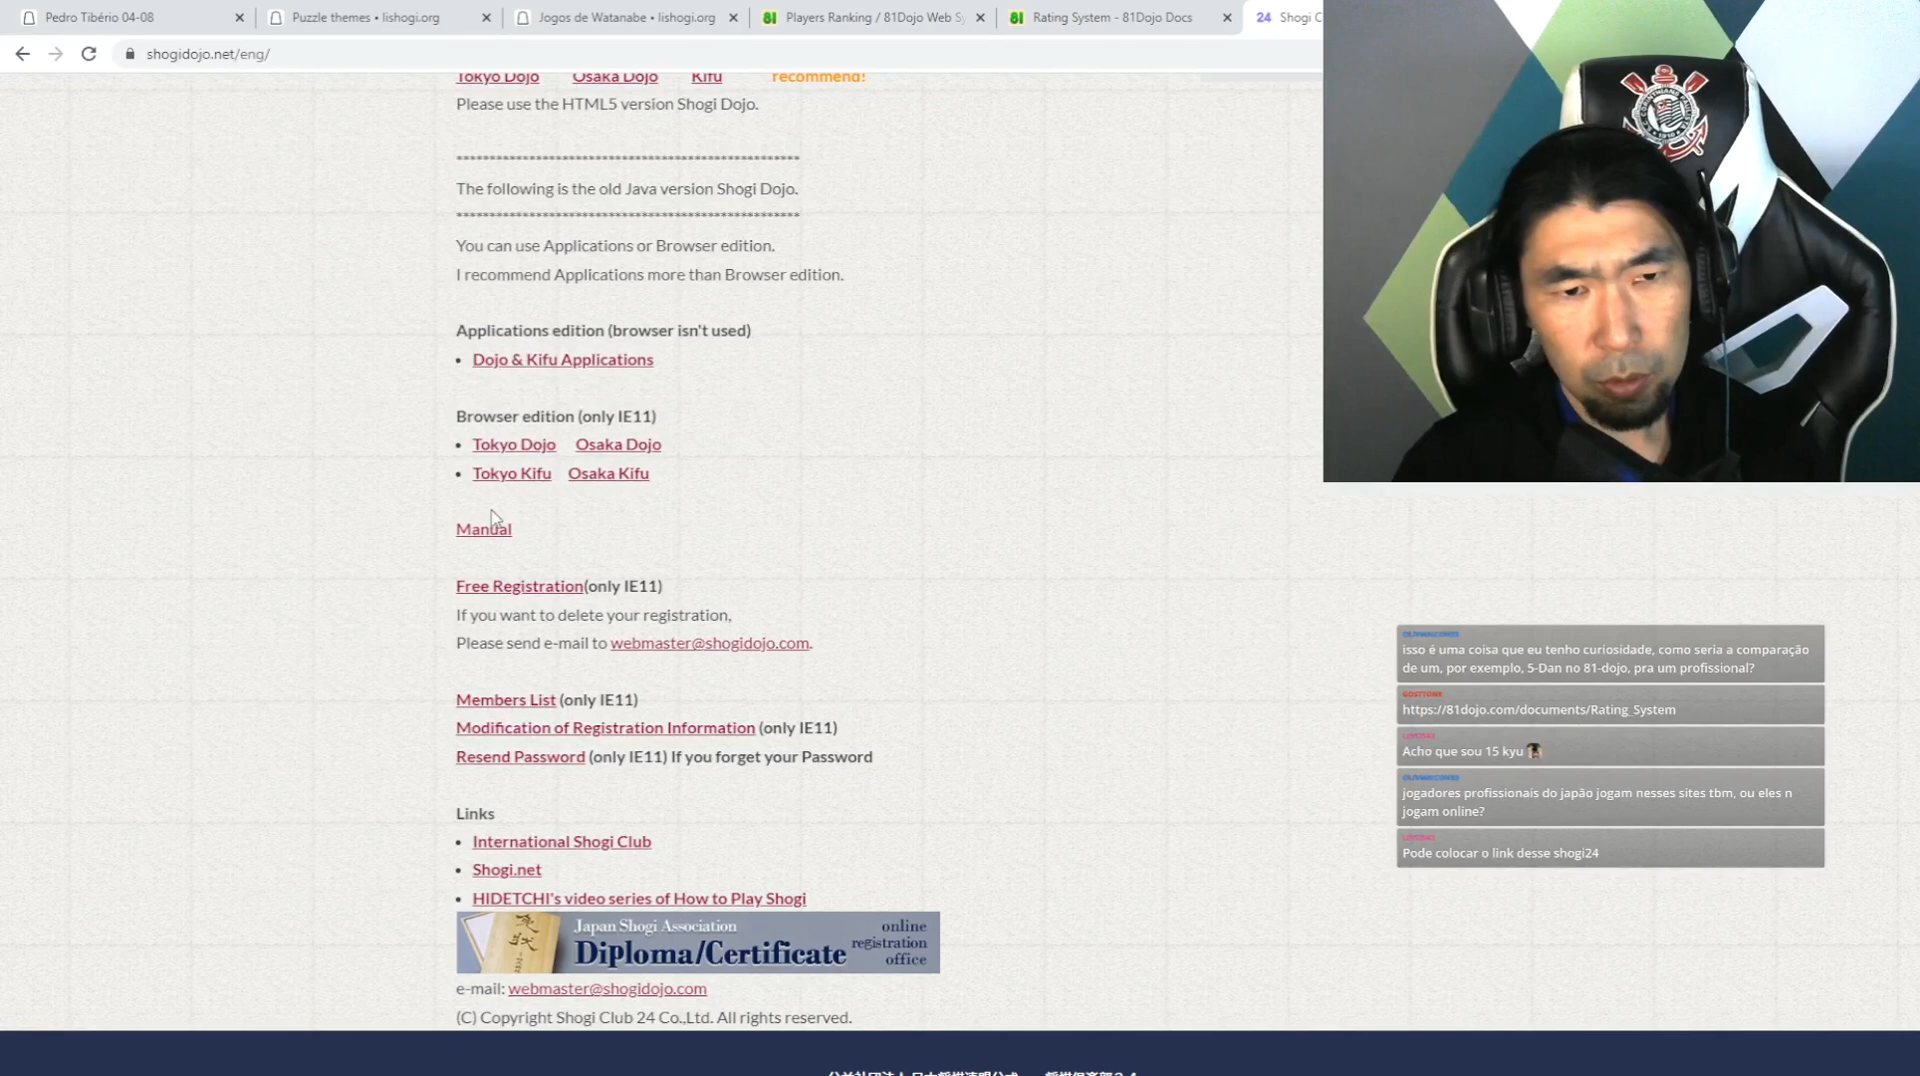 Pedro Tibério 04-08
Puzzle themes • lishogi.org
Jogos de Watanabe • lishogi.org
81 Players Ranking / 81Dojo Web Sy
81 Rating System - 81Dojo Docs
24 Shogi C
shogidojo.net/eng/
Tokyo Dojo Osaka Dojo Kifu recommend!
Please use the HTML5 version Shogi Dojo.
The following is the old Java version Shogi Dojo.
You can use Applications or Browser edition.
I recommend Applications more than Browser edition.
Applications edition (browser isn't used)
• Dojo & Kifu Applications
Browser edition (only IE11)
• Tokyo Dojo Osaka Dojo
• Tokyo Kifu Osaka Kifu
Manual
Free Registration(only IE11)
If you want to delete your registration,
Please send e-mail to webmaster@shogidojo.com.
Members List (only IE11)
Modification of Registration Information (only IE11)
Resend Password (only IE11) If you forget your Password
Links
• International Shogi Club
• Shogi.net
• HIDETCHI's video series of How to Play Shogi
Japan Shogi Association
Diploma/Certificate
online
registration
office
e-mail: webmaster@shogidojo.com
(C) Copyright Shogi Club 24 Co.,Ltd. All rights reserved.
isso é uma coisa que eu tenho curiosidade, como seria a comparação
de um, por exemplo, 5-Dan no 81-dojo, pra um profissional?
GOSTTONE
https://81dojo.com/documents/Rating_System
Acho que sou 15 kyu
jogadores profissionais do japão jogam nesses sites tbm, ou eles n
jogam online?
Pode colocar o link desse shogi24